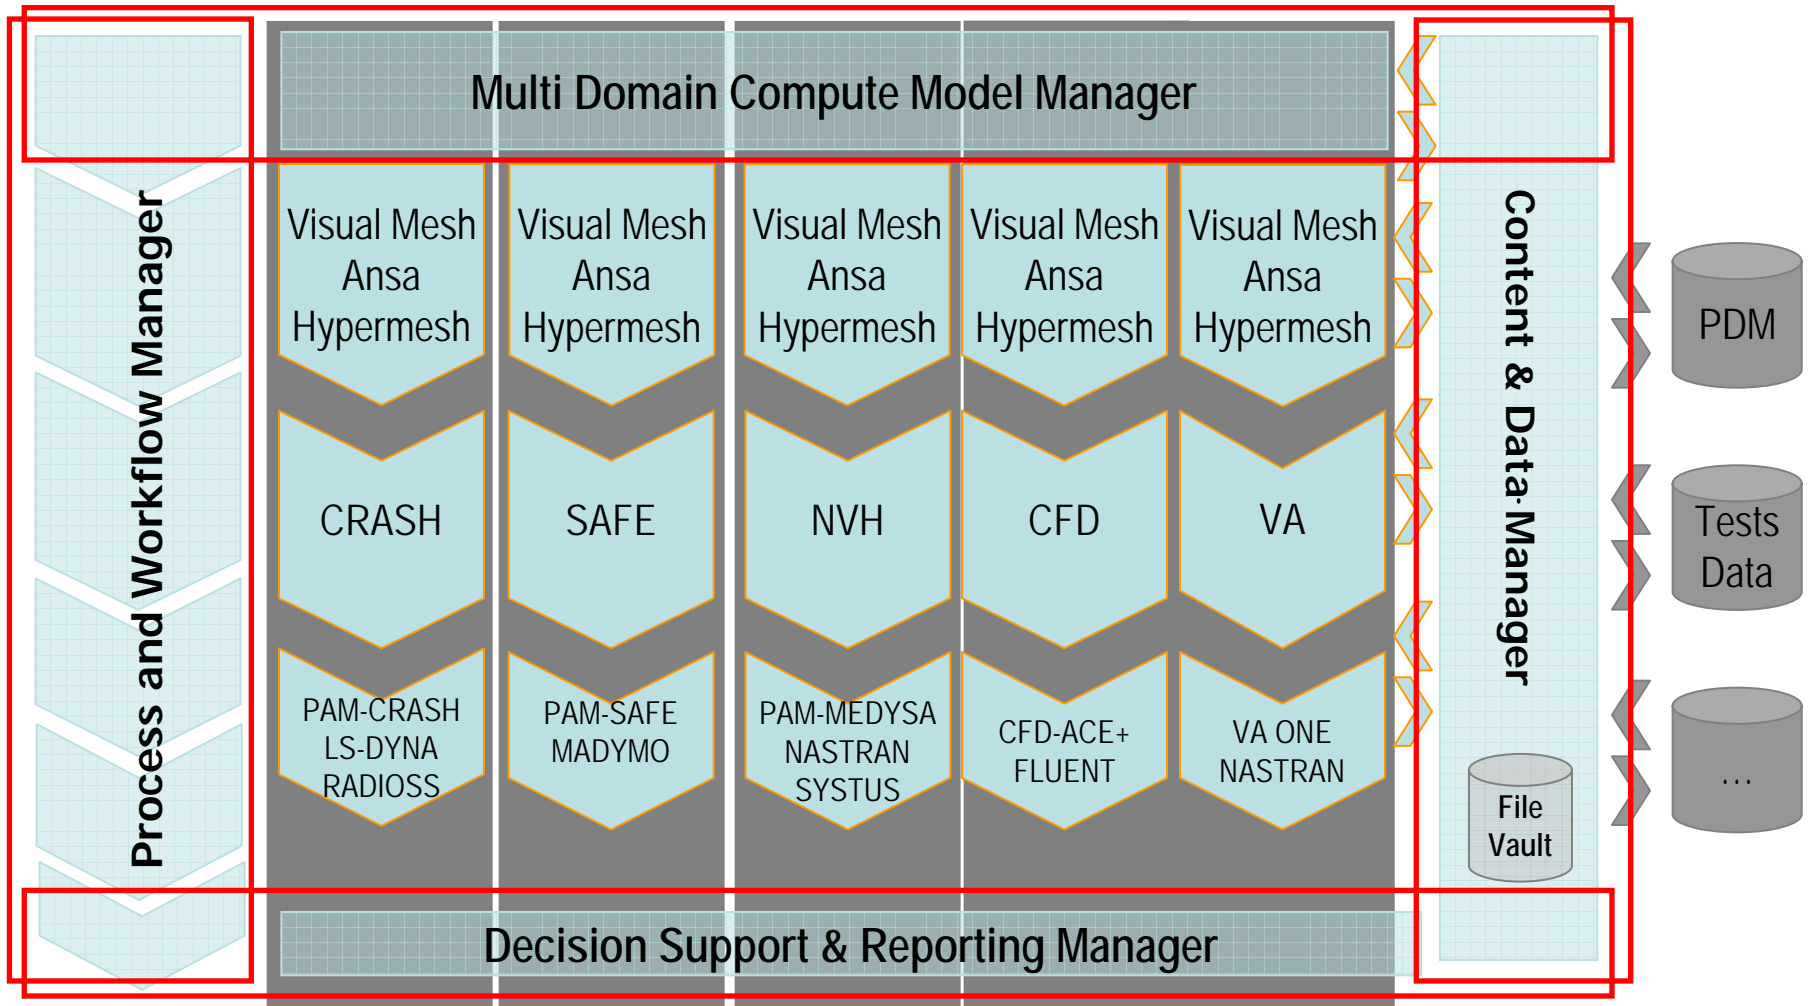 Multi Domain Compute Model Manager
Process and Workflow Manager
Visual Mesh
Ansa
Hypermesh
Visual Mesh
Ansa
Hypermesh
Visual Mesh
Ansa
Hypermesh
Visual Mesh
Ansa
Hypermesh
Visual Mesh
Ansa
Hypermesh
CRASH
SAFE
NVH
CFD
VA
PAM-CRASH
LS-DYNA
RADIOSS
PAM-SAFE
MADYMO
PAM-MEDYSA
NASTRAN
SYSTUS
CFD-ACE+
FLUENT
VA ONE
NASTRAN
Content & Data-Manager
File
Vault
PDM
Tests
Data
...
Decision Support & Reporting Manager